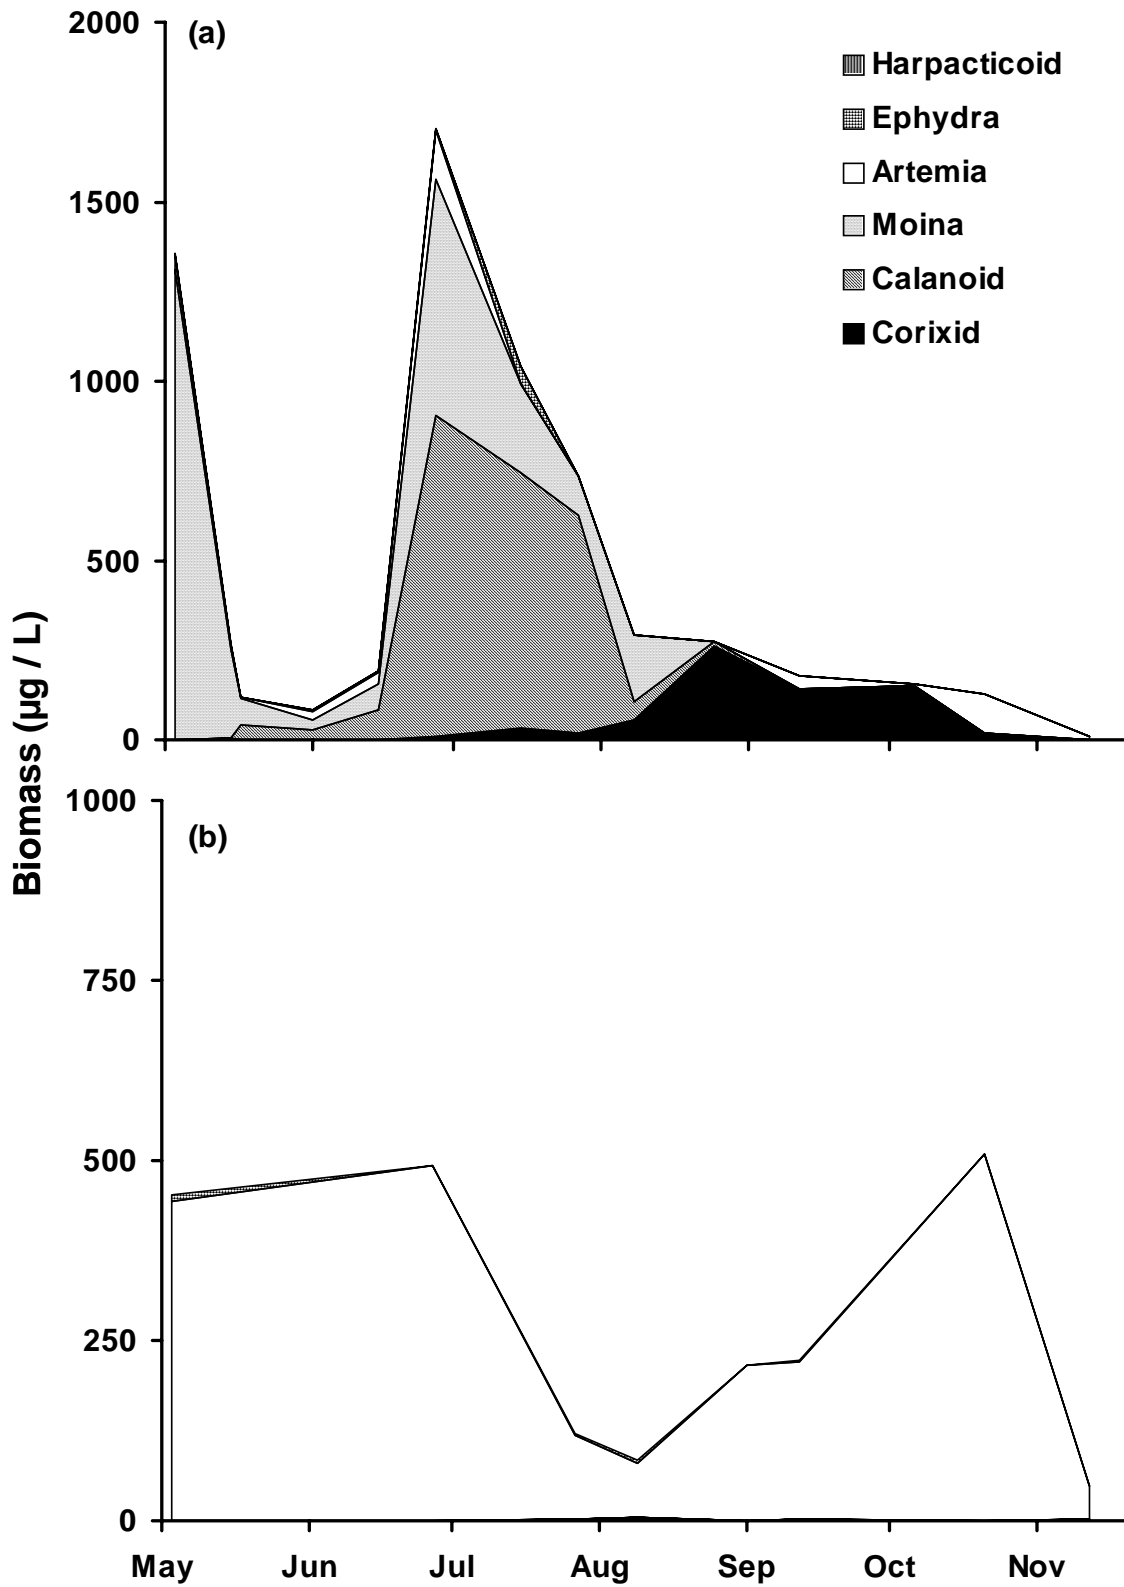 2000
(a)
Harpacticoid
Ephydra
1500
Artemia
Moina
Calanoid
Corixid
1000
500
0
Biomass (µg / L)
1000
(b)
750
500
250
0
May Jun Jul Aug Sep Oct Nov